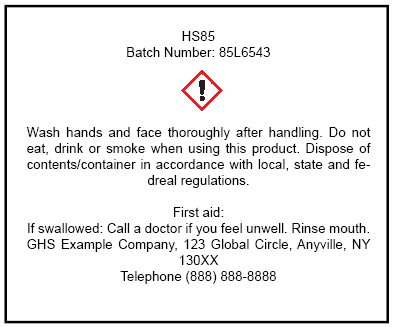 HS85
Batch Number: 85L6543
Wash hands and face thoroughly after handling. Do not
eat, drink or smoke when using this product. Dispose of
contents/container in accordance with local, state and fe-
dreal regulations.
First aid:
If swallowed: Call a doctor if you feel unwell. Rinse mouth.
GHS Example Company, 123 Global Circle, Anyville, NY
130XX
Telephone (888) 888-8888